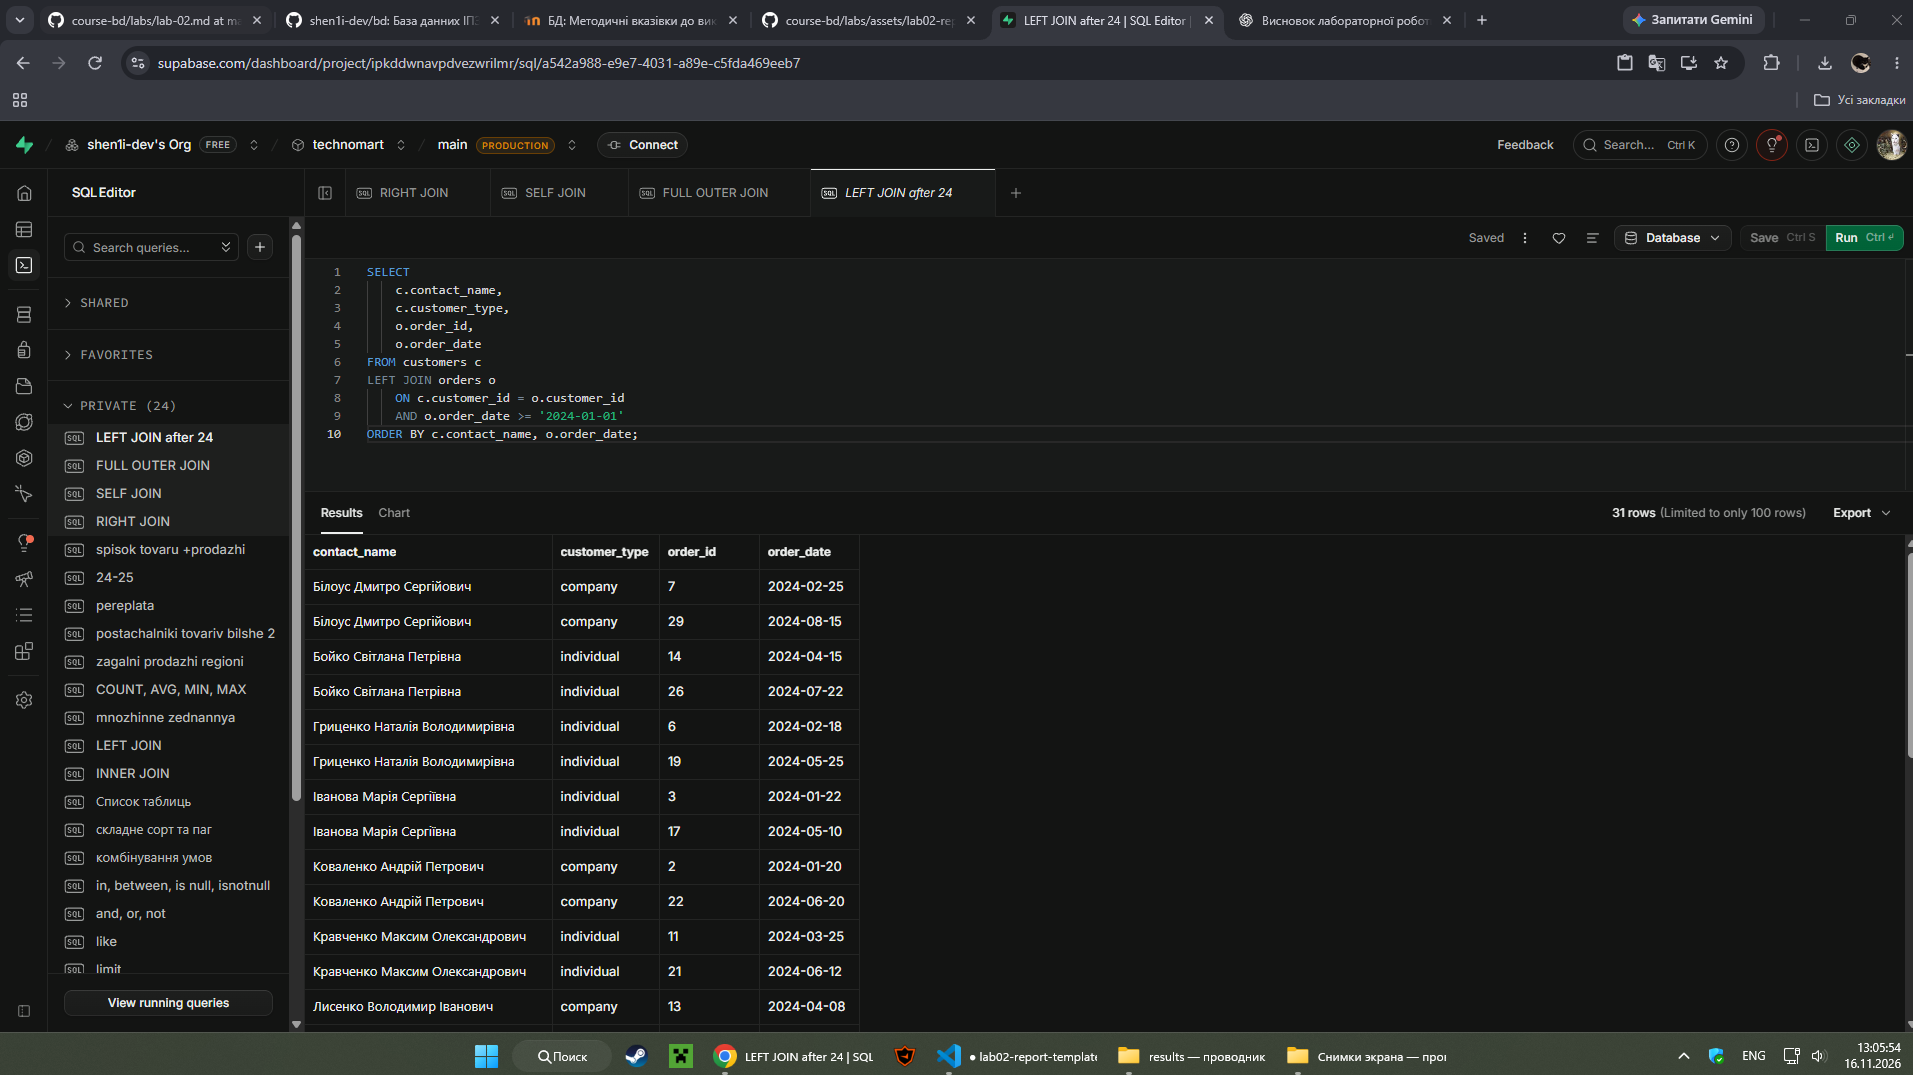 course-bd/labs/lab-02.md at ma
shen1i-dev/bd: База данних ІПЗ
БД: Методичні вказівки до вик
course-bd/labs/assets/lab02-rep
LEFT JOIN after 24 | SQL Editor |
Висновок лабораторної робот
Запитати Gemini
supabase.com/dashboard/project/ipkddwnavpdvezwrilmr/sql/a542a988-e9e7-4031-a89e-c5fda469eeb7
Усі закладки
shen1i-dev's Org FREE / technomart / main PRODUCTION Connect
Feedback Search... Ctrl K
SQL Editor
RIGHT JOIN
SELF JOIN
FULL OUTER JOIN
LEFT JOIN after 24
Search queries...
Saved Database Save Ctrl S Run Ctrl ↵
SHARED
FAVORITES
PRIVATE (24)
LEFT JOIN after 24
FULL OUTER JOIN
SELF JOIN
RIGHT JOIN
spisok tovaru +prodazhi
24-25
pereplata
postachalniki tovariv bilshe 2
zagalni prodazhi regioni
COUNT, AVG, MIN, MAX
mnozhinne zednannya
LEFT JOIN
INNER JOIN
Список таблиць
складне сорт та паг
комбінування умов
in, between, is null, isnotnull
and, or, not
like
limit
View running queries
1 SELECT
2 c.contact_name,
3 c.customer_type,
4 o.order_id,
5 o.order_date
6 FROM customers c
7 LEFT JOIN orders o
8 ON c.customer_id = o.customer_id
9 AND o.order_date >= '2024-01-01'
10 ORDER BY c.contact_name, o.order_date;
Results Chart 31 rows (Limited to only 100 rows) Export
contact_name customer_type order_id order_date
Білоус Дмитро Сергійович company 7 2024-02-25
Білоус Дмитро Сергійович company 29 2024-08-15
Бойко Світлана Петрівна individual 14 2024-04-15
Бойко Світлана Петрівна individual 26 2024-07-22
Гриценко Наталія Володимирівна individual 6 2024-02-18
Гриценко Наталія Володимирівна individual 19 2024-05-25
Іванова Марія Сергіївна individual 3 2024-01-22
Іванова Марія Сергіївна individual 17 2024-05-10
Коваленко Андрій Петрович company 2 2024-01-20
Коваленко Андрій Петрович company 22 2024-06-20
Кравченко Максим Олександрович individual 11 2024-03-25
Кравченко Максим Олександрович individual 21 2024-06-12
Лисенко Володимир Іванович company 13 2024-04-08
Поиск
LEFT JOIN after 24 | SQL
● lab02-report-template
results — проводник
Снимки экрана — про
ENG
13:05:54
16.11.2026